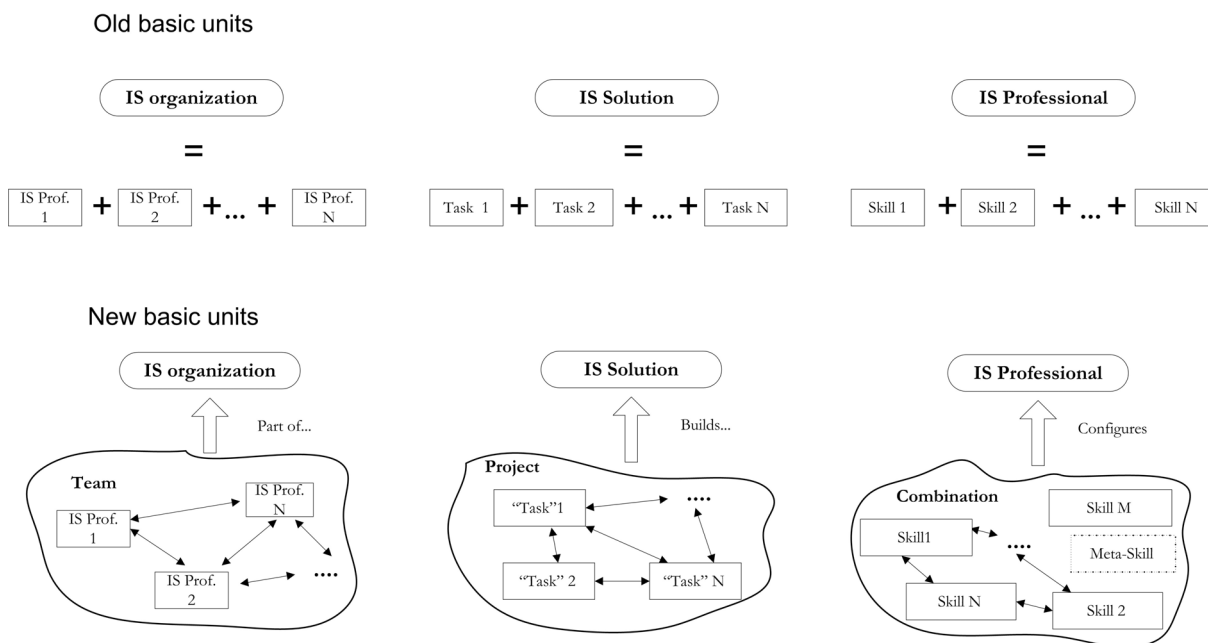 Old basic units
IS organization
IS Solution
IS Professional
=
=
=
IS Prof.
1
+
IS Prof.
2
+ ... +
IS Prof.
N
Task 1
+
Task 2
+ ... +
Task N
Skill 1
+
Skill 2
+ ... +
Skill N
New basic units
IS organization
IS Solution
IS Professional
Part of...
Builds...
Configures
Team
IS Prof.
1
IS Prof.
N
IS Prof.
2
....
Project
“Task”1
....
“Task” 2
“Task” N
Combination
Skill M
Skill1
....
Meta-Skill
Skill N
Skill 2